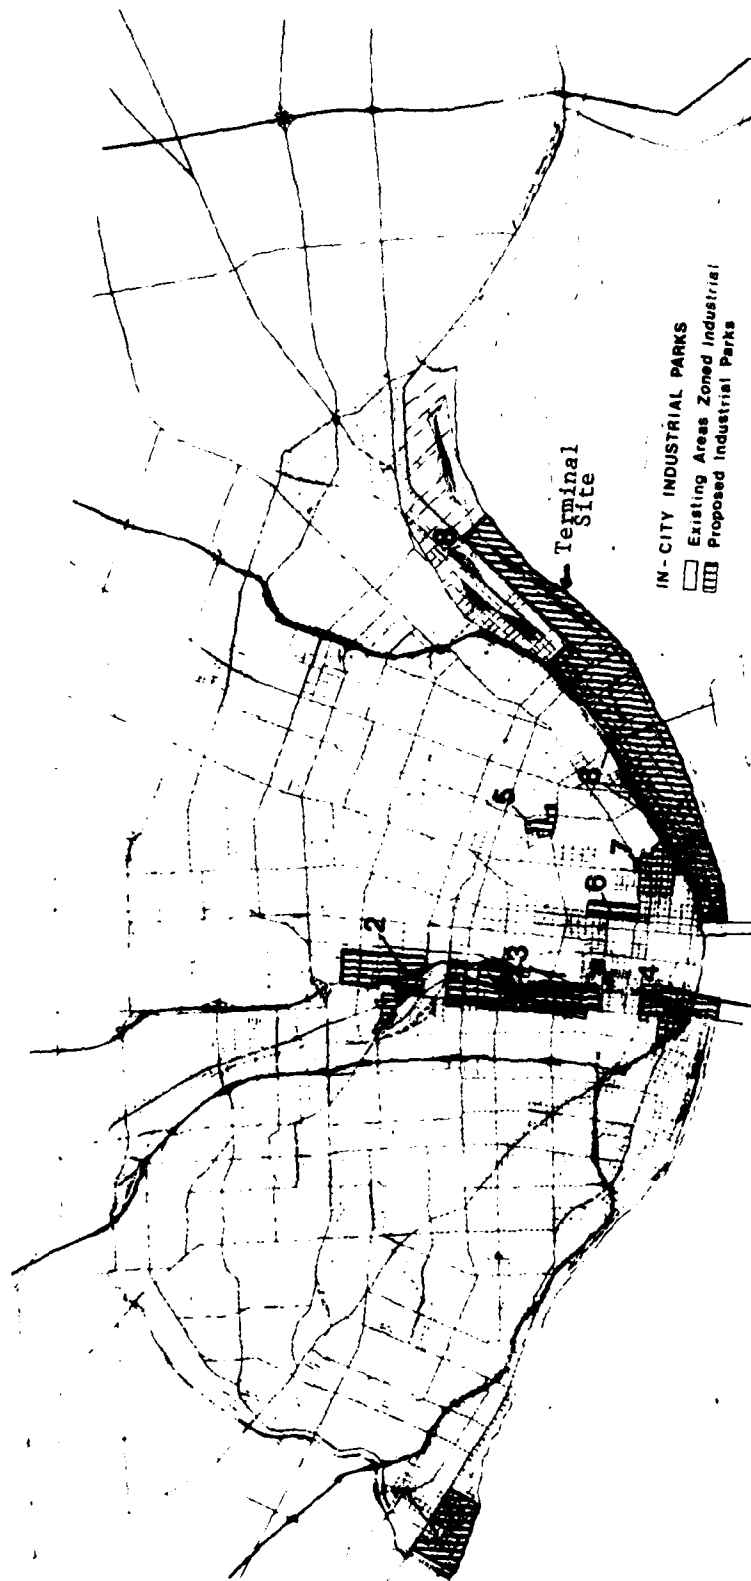 IN-CITY INDUSTRIAL PARKS
Existing Areas Zoned Industrial
Proposed Industrial Parks
Terminal
Site
2
3
4
5
6
7
8